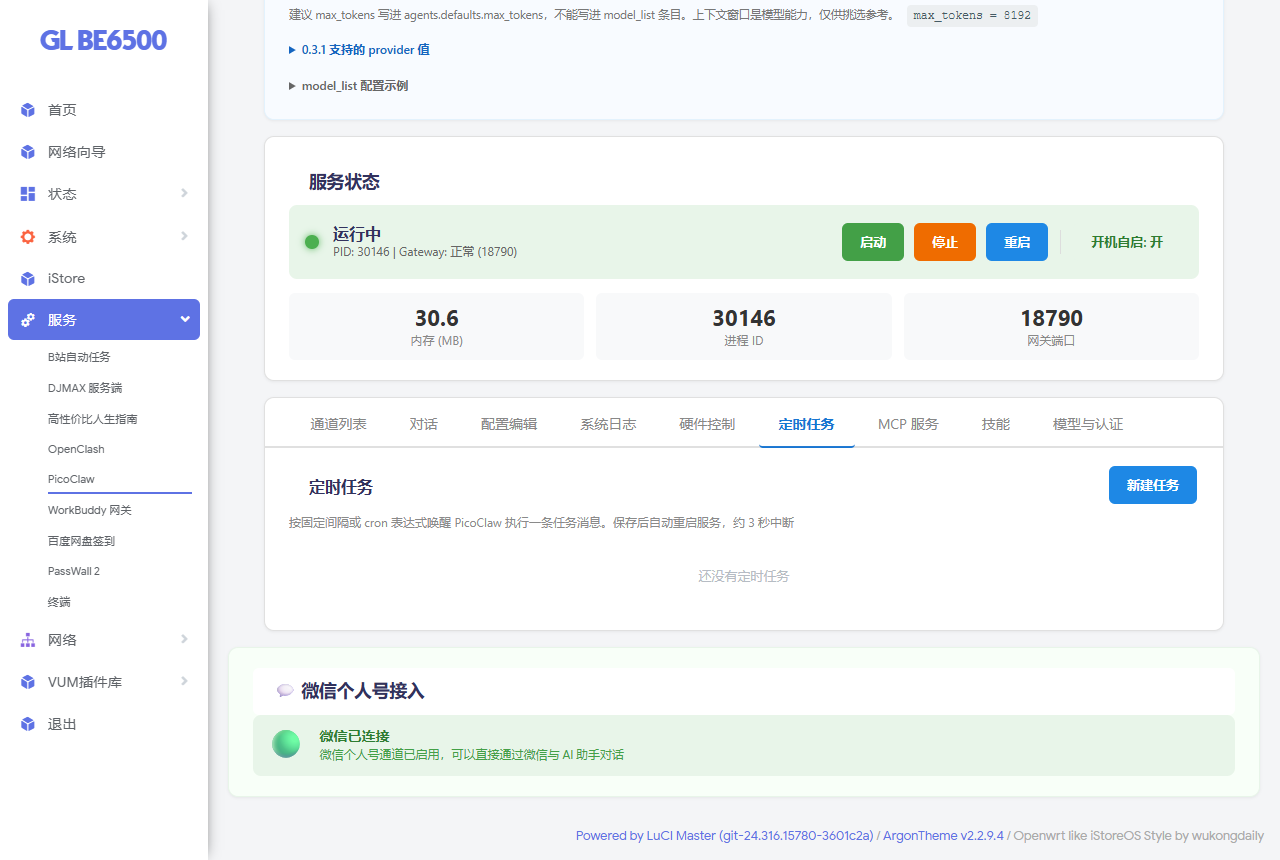 GL BE6500
首页
网络向导
状态
系统
iStore
服务
B站自动任务
DJMAX 服务端
高性价比人生指南
OpenClash
PicoClaw
WorkBuddy 网关
百度网盘签到
PassWall 2
终端
网络
VUM插件库
退出
建议 max_tokens 写进 agents.defaults.max_tokens，不能写进 model_list 条目。上下文窗口是模型能力，仅供挑选参考。 max_tokens = 8192
0.3.1 支持的 provider 值
model_list 配置示例
服务状态
运行中
PID: 30146 | Gateway: 正常 (18790)
启动 停止 重启 开机自启: 开
30.6 30146 18790
内存 (MB) 进程 ID 网关端口
通道列表 对话 配置编辑 系统日志 硬件控制 定时任务 MCP 服务 技能 模型与认证
定时任务 新建任务
按固定间隔或 cron 表达式唤醒 PicoClaw 执行一条任务消息。保存后自动重启服务，约 3 秒中断
还没有定时任务
微信个人号接入
微信已连接
微信个人号通道已启用，可以直接通过微信与 AI 助手对话
Powered by LuCI Master (git-24.316.15780-3601c2a) / ArgonTheme v2.2.9.4 / Openwrt like iStoreOS Style by wukongdaily